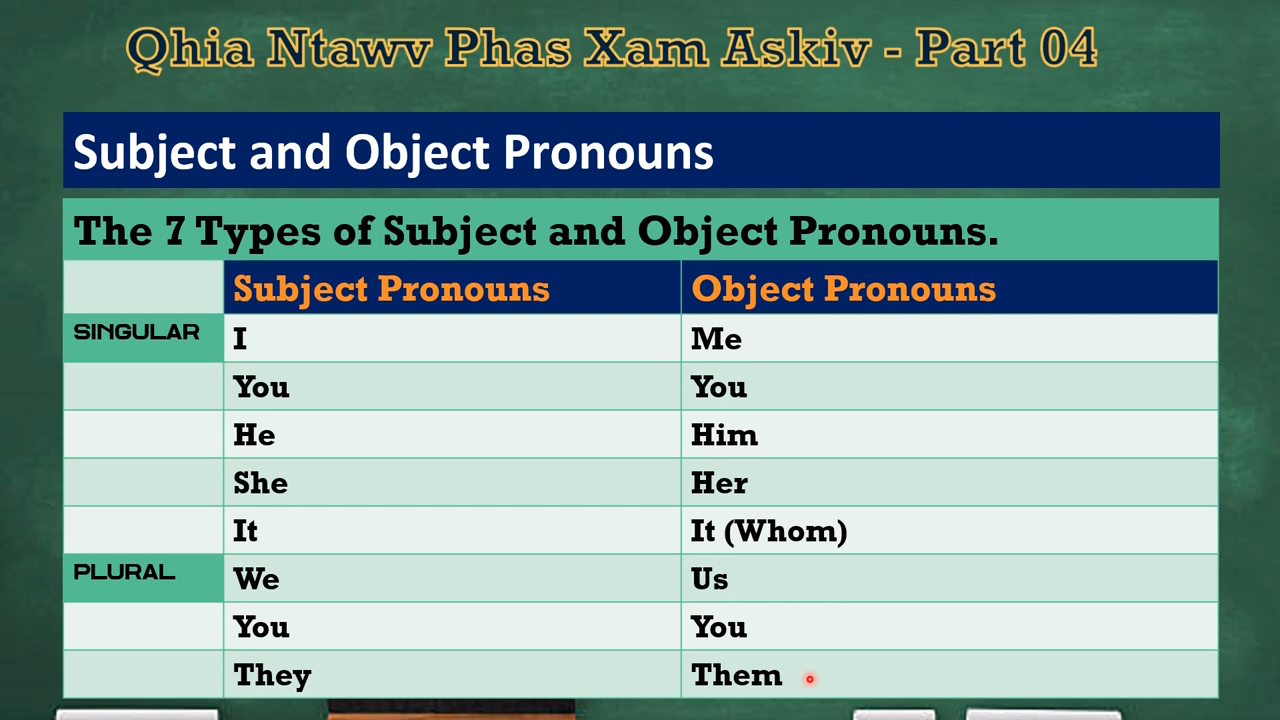 Qhia Ntawv Phas Xam Askiv - Part 04
Subject and Object Pronouns
The 7 Types of Subject and Object Pronouns.
Subject Pronouns Object Pronouns
SINGULAR I Me
You You
He Him
She Her
It It (Whom)
PLURAL We Us
You You
They Them